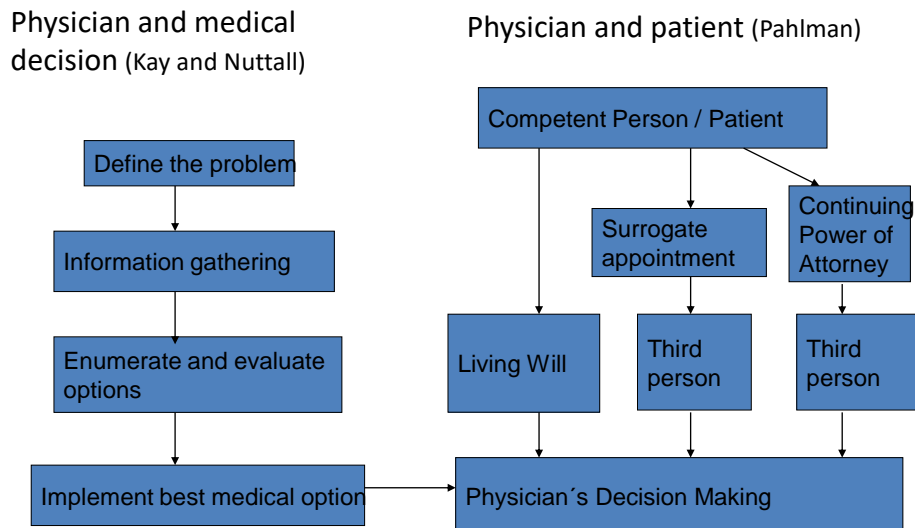 Physician and medical
decision (Kay and Nuttall)
Define the problem
Information gathering
Enumerate and evaluate
options
Implement best medical option
Physician and patient (Pahlman)
Competent Person / Patient
Surrogate
appointment
Continuing
Power of
Attorney
Living Will
Third
person
Third
person
Physician´s Decision Making